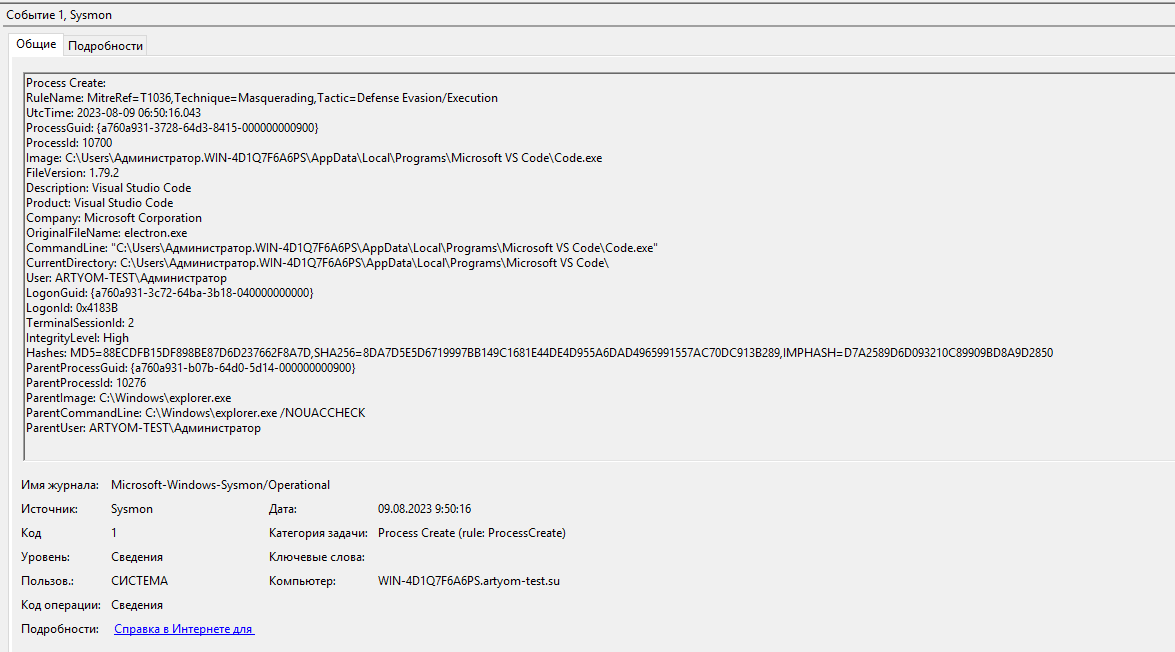 Событие 1, Sysmon
Общие Подробности
Process Create:
RuleName: MitreRef=T1036,Technique=Masquerading,Tactic=Defense Evasion/Execution
UtcTime: 2023-08-09 06:50:16.043
ProcessGuid: {a760a931-3728-64d3-8415-000000000900}
ProcessId: 10700
Image: C:\Users\Администратор.WIN-4D1Q7F6A6PS\AppData\Local\Programs\Microsoft VS Code\Code.exe
FileVersion: 1.79.2
Description: Visual Studio Code
Product: Visual Studio Code
Company: Microsoft Corporation
OriginalFileName: electron.exe
CommandLine: "C:\Users\Администратор.WIN-4D1Q7F6A6PS\AppData\Local\Programs\Microsoft VS Code\Code.exe"
CurrentDirectory: C:\Users\Администратор.WIN-4D1Q7F6A6PS\AppData\Local\Programs\Microsoft VS Code\
User: ARTYOM-TEST\Администратор
LogonGuid: {a760a931-3c72-64ba-3b18-040000000000}
LogonId: 0x4183B
TerminalSessionId: 2
IntegrityLevel: High
Hashes: MD5=88ECDFB15DF898BE87D6D237662F8A7D,SHA256=8DA7D5E5D6719997BB149C1681E44DE4D955A6DAD4965991557AC70DC913B289,IMPHASH=D7A2589D6D093210C89909BD8A9D2850
ParentProcessGuid: {a760a931-b07b-64d0-5d14-000000000900}
ParentProcessId: 10276
ParentImage: C:\Windows\explorer.exe
ParentCommandLine: C:\Windows\explorer.exe /NOUACCHECK
ParentUser: ARTYOM-TEST\Администратор
Имя журнала: Microsoft-Windows-Sysmon/Operational
Источник: Sysmon Дата: 09.08.2023 9:50:16
Код 1 Категория задачи: Process Create (rule: ProcessCreate)
Уровень: Сведения Ключевые слова:
Пользов.: СИСТЕМА Компьютер: WIN-4D1Q7F6A6PS.artyom-test.su
Код операции: Сведения
Подробности: Справка в Интернете для